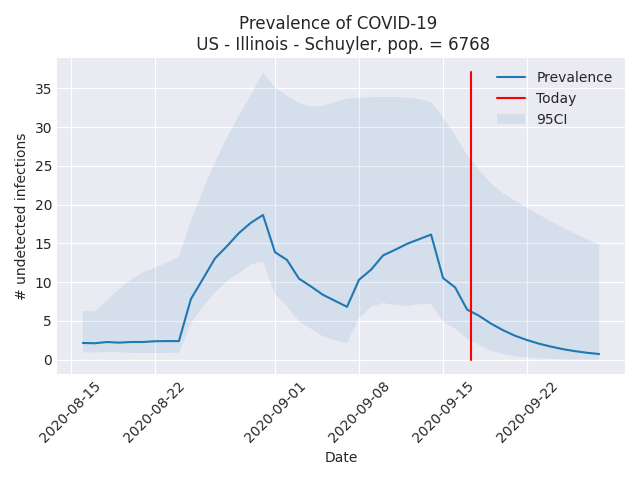 Prevalence of COVID-19
US - Illinois - Schuyler, pop. = 6768
Prevalence
Today
95CI
# undetected infections
35
30
25
20
15
10
5
0
2020-08-15
2020-08-22
2020-09-01
2020-09-08
2020-09-15
2020-09-22
Date